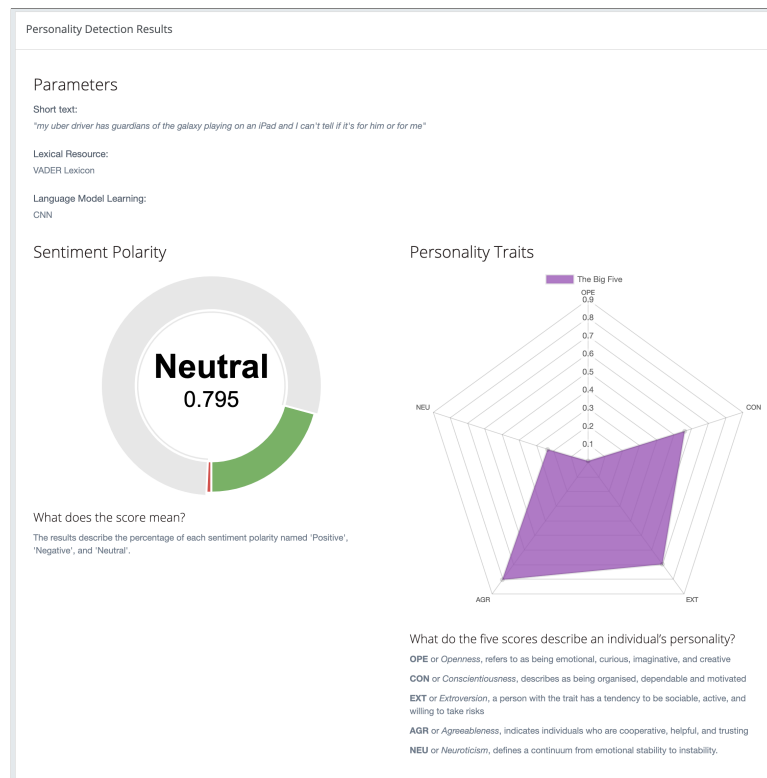 Personality Detection Results
Parameters
Short text:
"my uber driver has guardians of the galaxy playing on an iPad and I can't tell if it's for him or for me"
Lexical Resource:
VADER Lexicon
Language Model Learning:
CNN
Sentiment Polarity
Neutral
0.795
What does the score mean?
The results describe the percentage of each sentiment polarity named 'Positive',
'Negative', and 'Neutral'.
Personality Traits
The Big Five
OPE
0.9
0.8
0.7
0.6
0.5
0.4
0.3
0.2
0.1
NEU
CON
AGR
EXT
What do the five scores describe an individual's personality?
OPE or Openness, refers to as being emotional, curious, imaginative, and creative
CON or Conscientiousness, describes as being organised, dependable and motivated
EXT or Extroversion, a person with the trait has a tendency to be sociable, active, and
willing to take risks
AGR or Agreeableness, indicates individuals who are cooperative, helpful, and trusting
NEU or Neuroticism, defines a continuum from emotional stability to instability.